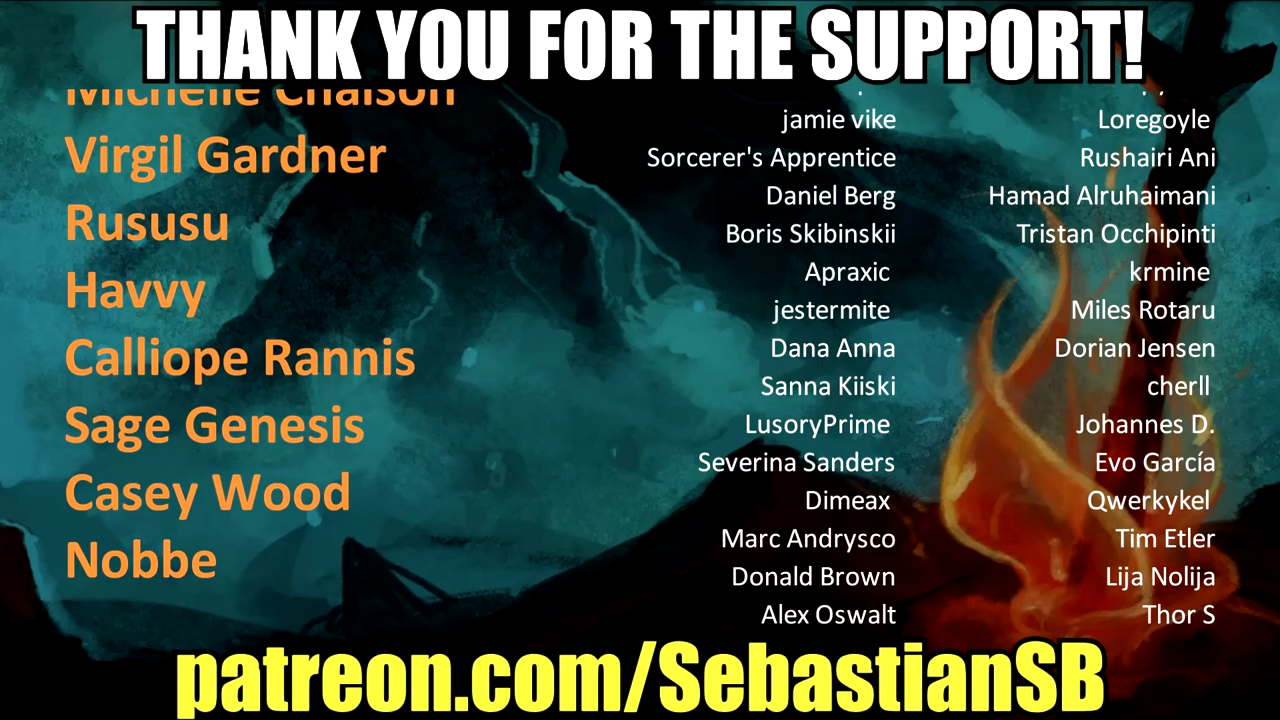 THANK YOU FOR THE SUPPORT!
Michelle Chaison
Virgil Gardner
Rususu
Havvy
Calliope Rannis
Sage Genesis
Casey Wood
Nobbe
jamie vike
Sorcerer's Apprentice
Daniel Berg
Boris Skibinskii
Apraxic
jestermite
Dana Anna
Sanna Kiiski
LusoryPrime
Severina Sanders
Dimeax
Marc Andrysco
Donald Brown
Alex Oswalt
Loregoyle
Rushairi Ani
Hamad Alruhaimani
Tristan Occhipinti
krmine
Miles Rotaru
Dorian Jensen
cherll
Johannes D.
Evo García
Qwerkykel
Tim Etler
Lija Nolija
Thor S
patreon.com/SebastianSB